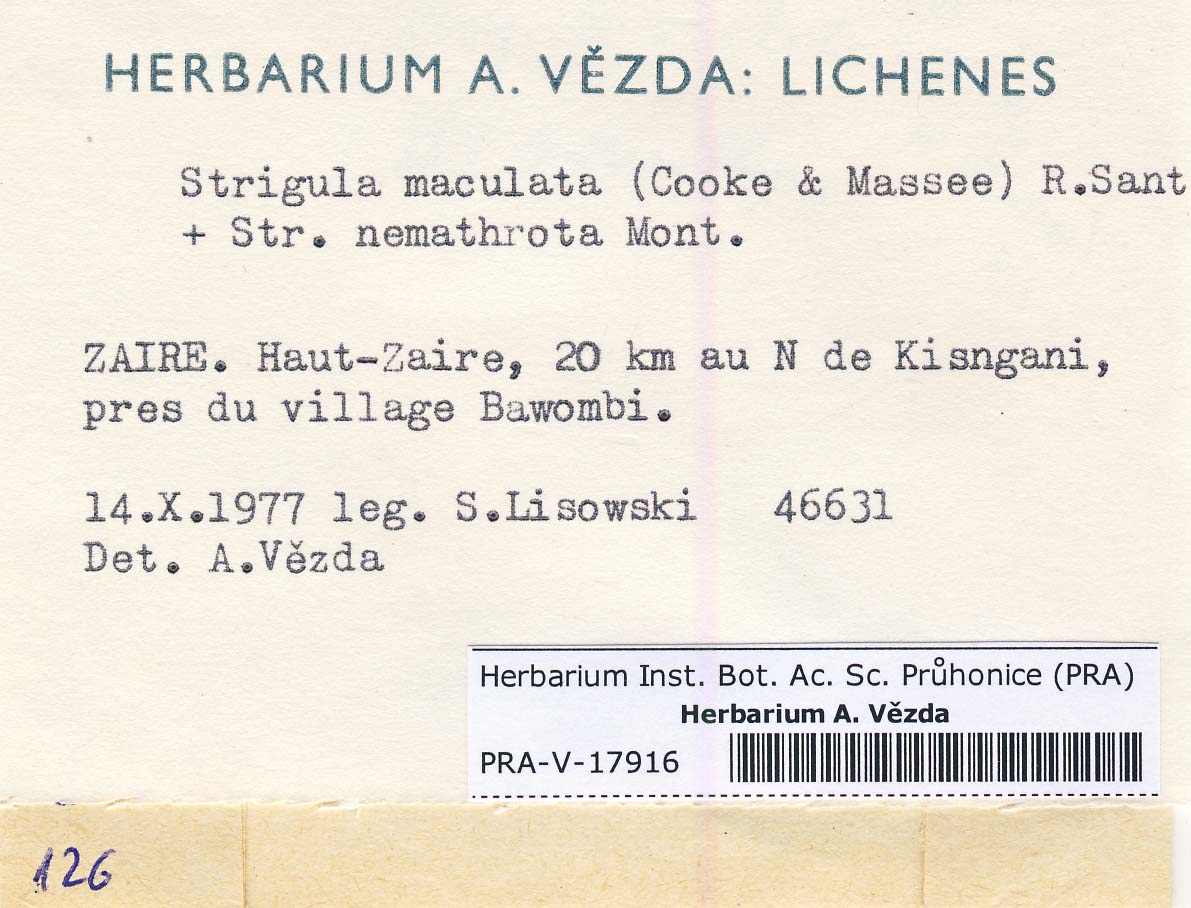 HERBARIUM A. VĚZDA: LICHENES
Strigula maculata (Cooke & Massee) R.Sant
+ Str. nemathrota Mont.
ZAIRE. Haut-Zaire, 20 km au N de Kisngani,
pres du village Bawombi.
14.X.1977 leg. S.Lisowski 46631
Det. A.Vězda
Herbarium Inst. Bot. Ac. Sc. Průhonice (PRA)
Herbarium A. Vězda
PRA-V-17916
126